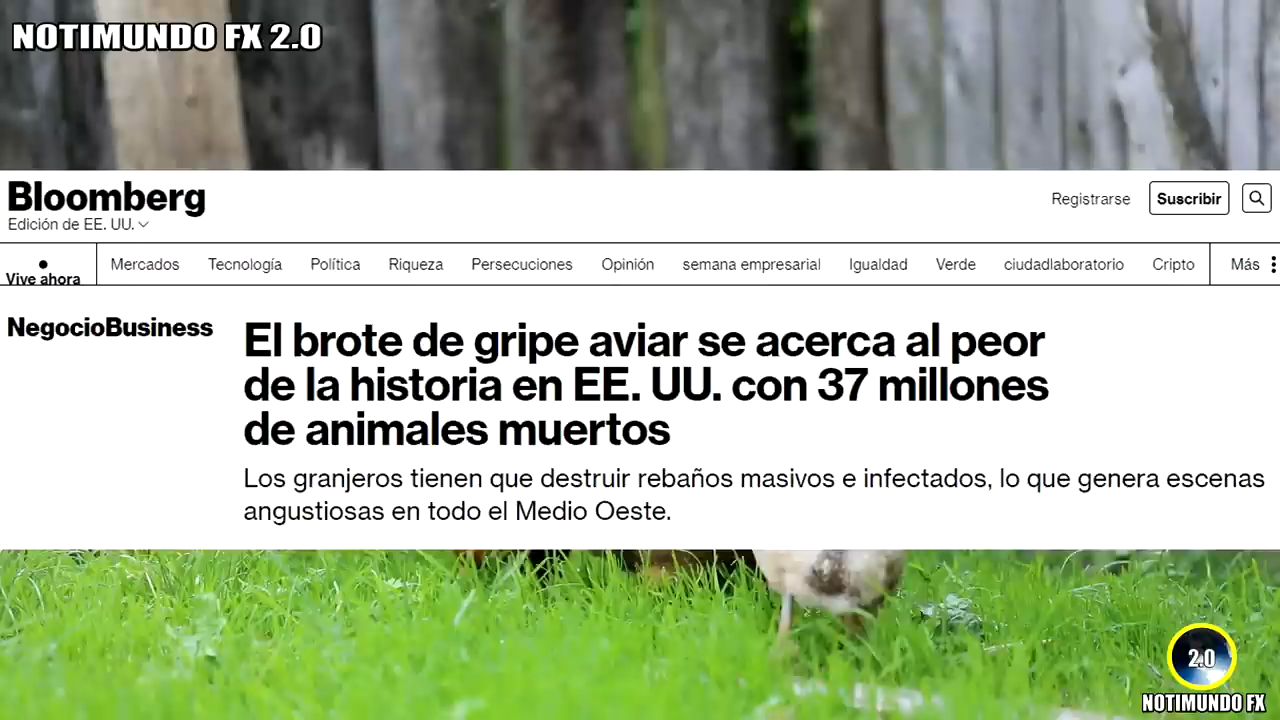 NOTIMUNDO FX 2.0
Bloomberg
Edición de EE. UU.
Registrarse
Suscribir
Vive ahora
Mercados
Tecnología
Política
Riqueza
Persecuciones
Opinión
semana empresarial
Igualdad
Verde
ciudadlaboratorio
Cripto
Más
NegocioBusiness
El brote de gripe aviar se acerca al peor
de la historia en EE. UU. con 37 millones
de animales muertos
Los granjeros tienen que destruir rebaños masivos e infectados, lo que genera escenas
angustiosas en todo el Medio Oeste.
2.0
NOTIMUNDO FX